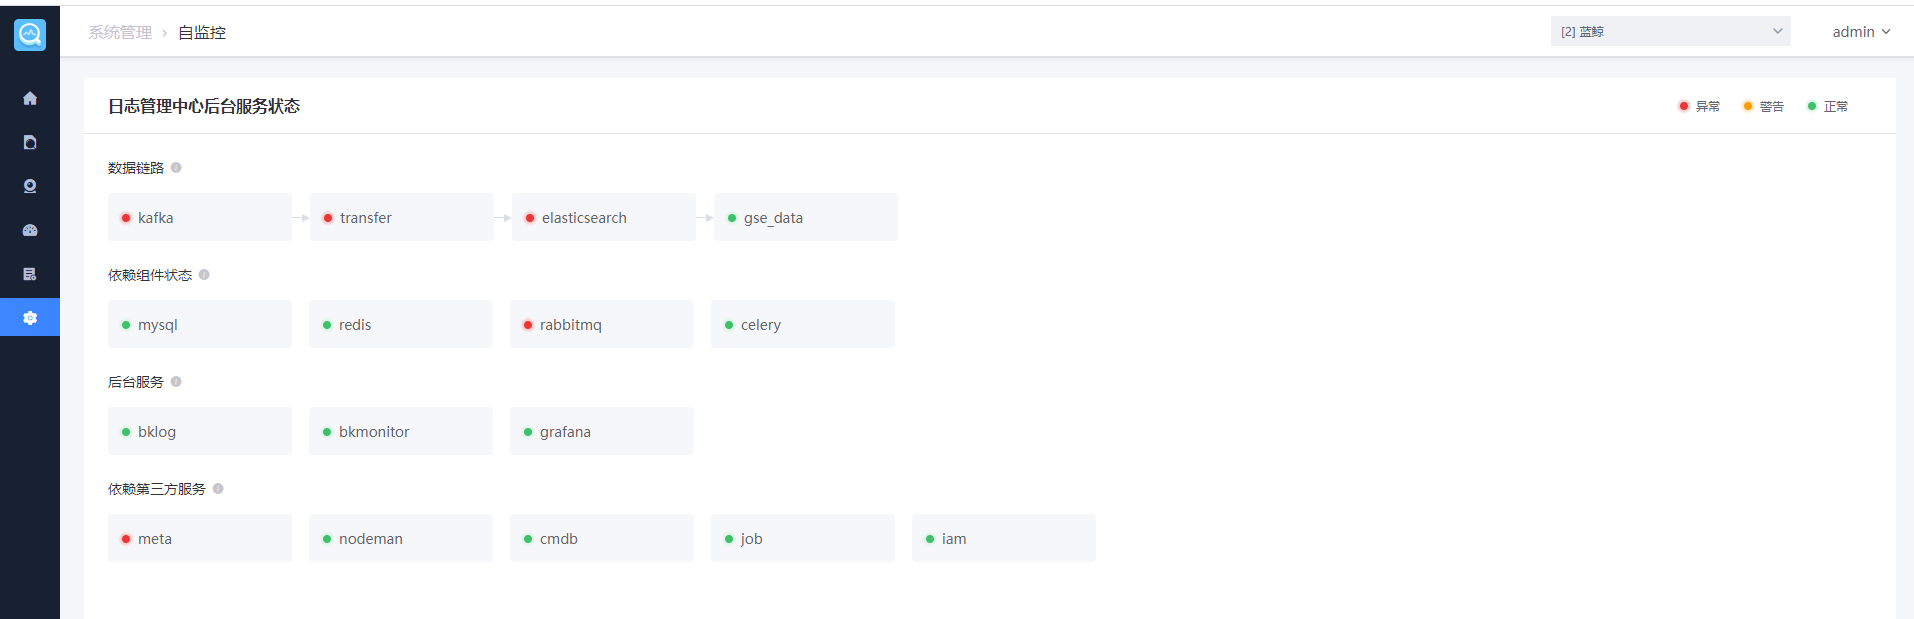 系统管理 › 自监控
[2] 蓝鲸
admin
日志管理中心后台服务状态
异常 警告 正常
数据链路
kafka transfer elasticsearch gse_data
依赖组件状态
mysql redis rabbitmq celery
后台服务
bklog bkmonitor grafana
依赖第三方服务
meta nodeman cmdb job iam